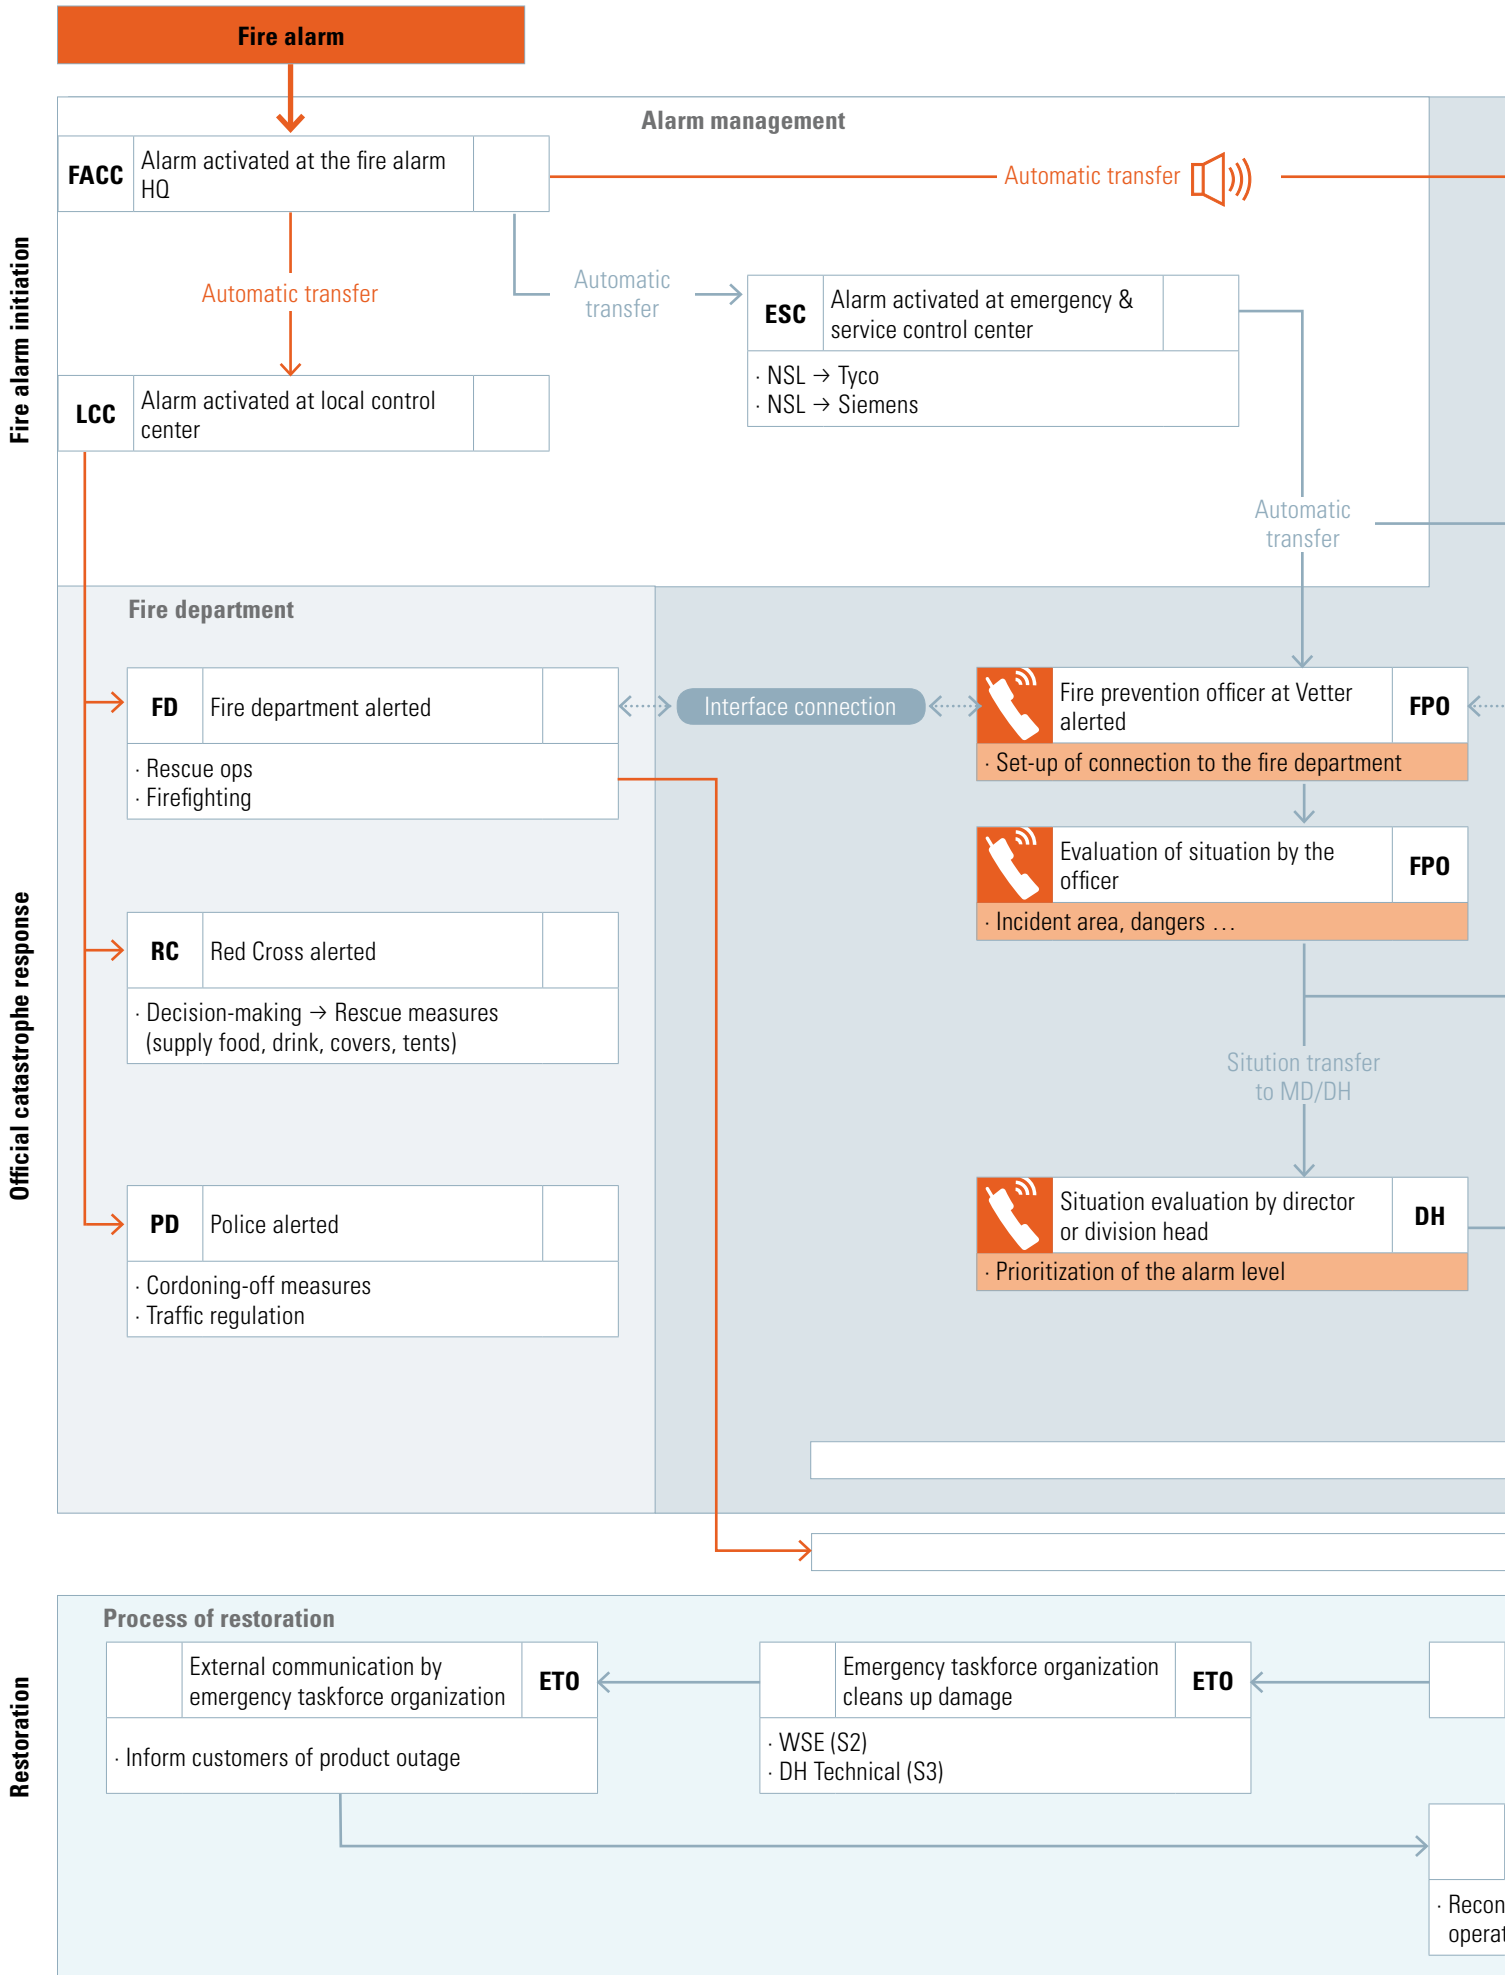 Fire alarm
Alarm management
FACC
Alarm activated at the fire alarm
HQ
Automatic transfer
Fire alarm initiation
Automatic transfer
Automatic
transfer
ESC
Alarm activated at emergency &
service control center
· NSL → Tyco
· NSL → Siemens
LCC
Alarm activated at local control
center
Automatic
transfer
Fire department
Official catastrophe response
FD
Fire department alerted
· Rescue ops
· Firefighting
Interface connection
Fire prevention officer at Vetter
alerted
FPO
· Set-up of connection to the fire department
Evaluation of situation by the
officer
FPO
· Incident area, dangers …
RC
Red Cross alerted
· Decision-making → Rescue measures
(supply food, drink, covers, tents)
Sitution transfer
to MD/DH
PD
Police alerted
· Cordoning-off measures
· Traffic regulation
Situation evaluation by director
or division head
DH
· Prioritization of the alarm level
Restoration
Process of restoration
External communication by
emergency taskforce organization
ETO
· Inform customers of product outage
Emergency taskforce organization
cleans up damage
ETO
· WSE (S2)
· DH Technical (S3)
· Recon
operat